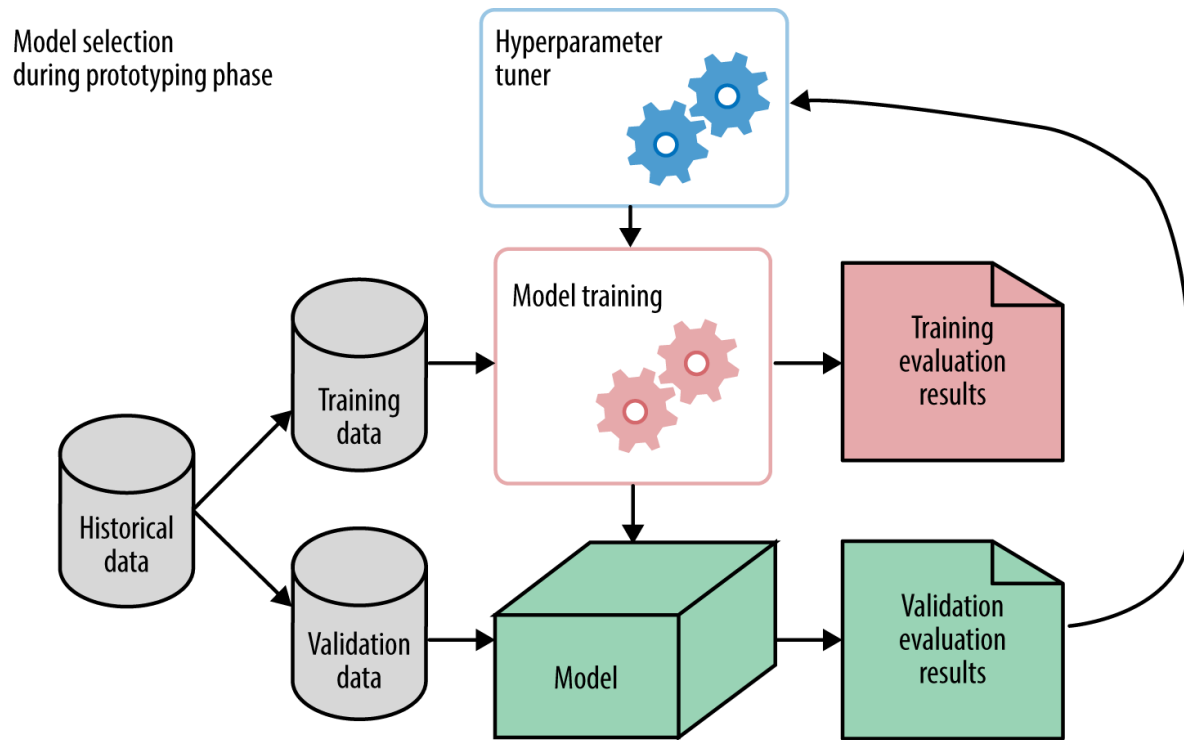 Model selection
during prototyping phase
Hyperparameter
tuner
Model training
Training
evaluation
results
Training
data
Historical
data
Validation
data
Model
Validation
evaluation
results